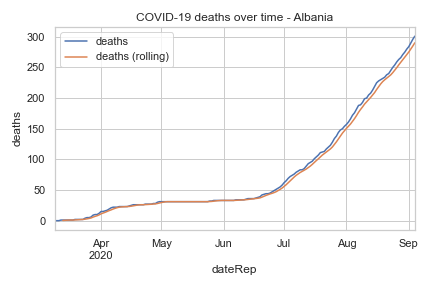 COVID-19 deaths over time - Albania
deaths
deaths (rolling)
300
250
200
150
100
50
0
deaths
Apr
2020
May
Jun
Jul
Aug
Sep
dateRep